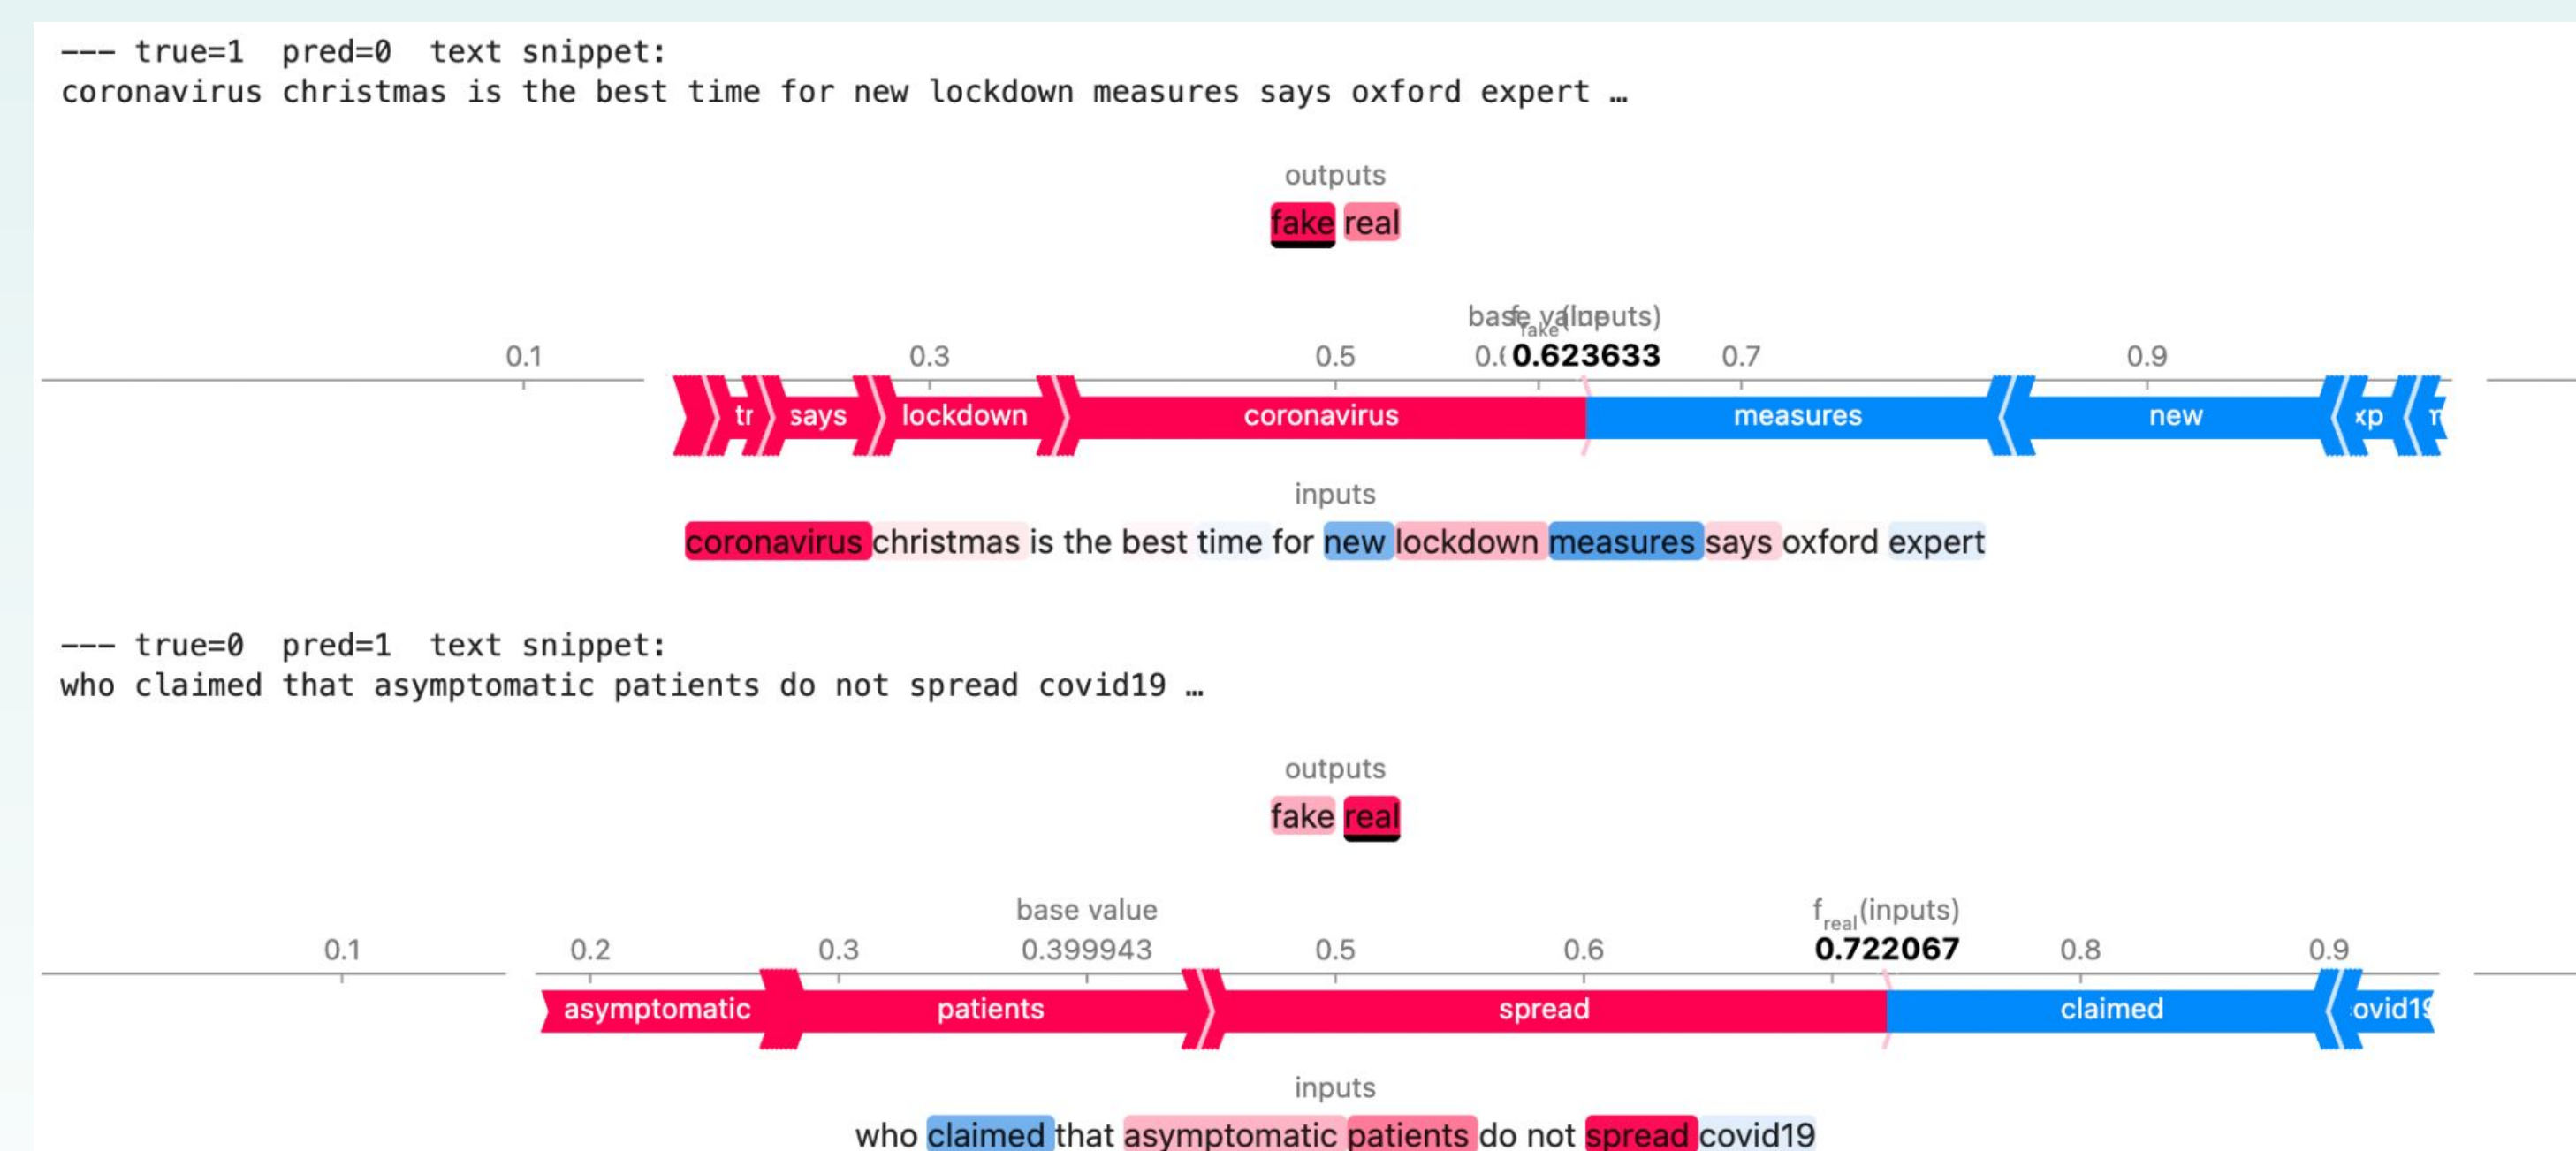 --- true=1  pred=0  text snippet:
coronavirus christmas is the best time for new lockdown measures says oxford expert …
outputs
fake real
base value f fake (inputs)
0.1 0.3 0.5 0.623633 0.7 0.9
says lockdown coronavirus measures new
inputs
coronavirus christmas is the best time for new lockdown measures says oxford expert
--- true=0  pred=1  text snippet:
who claimed that asymptomatic patients do not spread covid19 …
outputs
fake real
base value f real (inputs)
0.1 0.2 0.3 0.399943 0.5 0.6 0.722067 0.8 0.9
asymptomatic patients spread claimed ovid19
inputs
who claimed that asymptomatic patients do not spread covid19